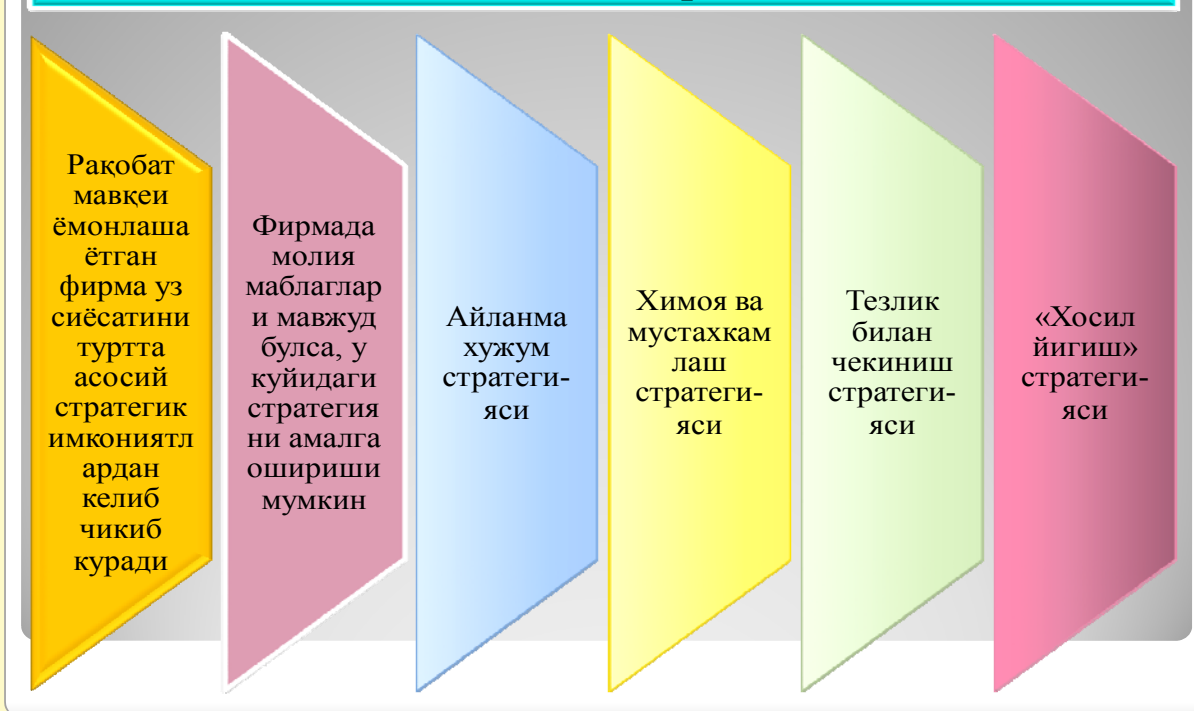 Рақобат
мавқеи
ёмонлаша
ётган
фирма уз
сиёсатини
туртта
асосий
стратегик
имкониятл
ардан
келиб
чикиб
куради
Фирмада
молия
маблаглар
и мавжуд
булса, у
куйидаги
стратегия
ни амалга
ошириши
мумкин
Айланма
хужум
стратеги-
яси
Химоя ва
мустахкам
лаш
стратеги-
яси
Тезлик
билан
чекиниш
стратеги-
яси
«Хосил
йигиш»
стратеги-
яси